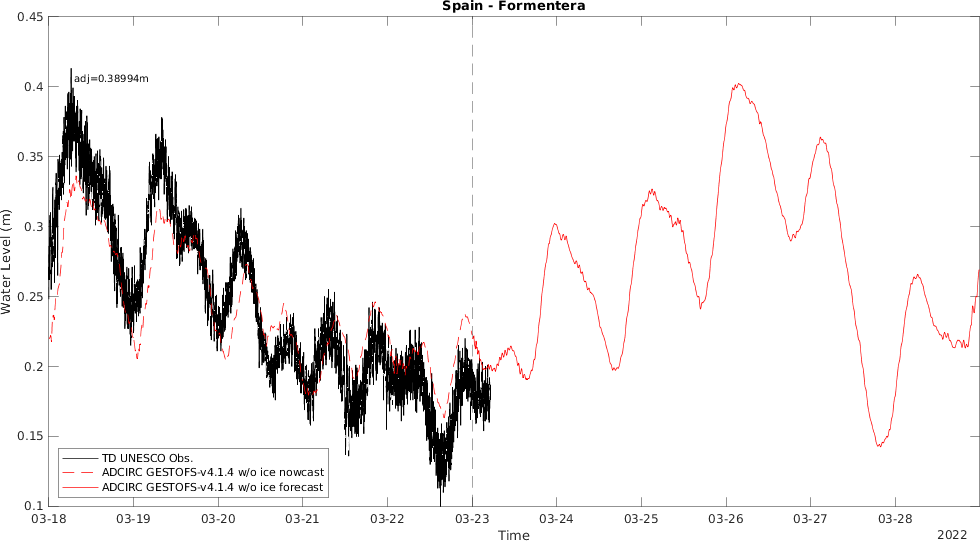 Spain - Formentera
0.45
0.4
0.35
0.3
0.25
0.2
0.15
0.1
Water Level (m)
adj=0.38994m
TD UNESCO Obs.
ADCIRC GESTOFS-v4.1.4 w/o ice nowcast
ADCIRC GESTOFS-v4.1.4 w/o ice forecast
03-18 03-19 03-20 03-21 03-22 03-23 03-24 03-25 03-26 03-27 03-28
Time
2022